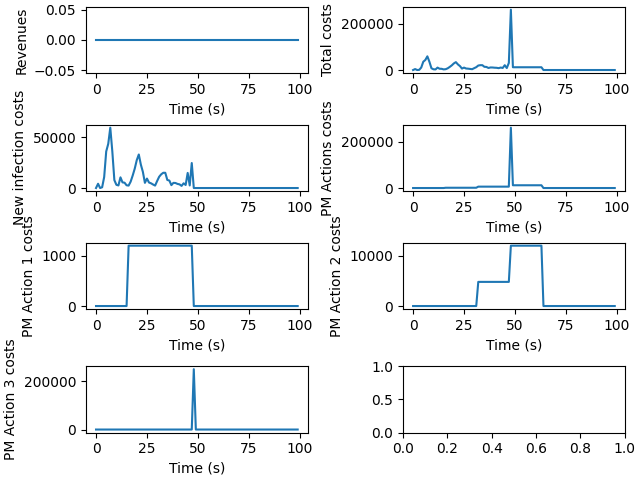 Revenues
0.05
0.00
−0.05
0 25 50 75 100
Time (s)
Total costs
200000
0
0 25 50 75 100
Time (s)
New infection costs
50000
0
0 25 50 75 100
Time (s)
PM Actions costs
200000
0
0 25 50 75 100
Time (s)
PM Action 1 costs
1000
0
0 25 50 75 100
Time (s)
PM Action 2 costs
10000
0
0 25 50 75 100
Time (s)
PM Action 3 costs
200000
0
0 25 50 75 100
Time (s)
1.0
0.5
0.0
0.0 0.2 0.4 0.6 0.8 1.0